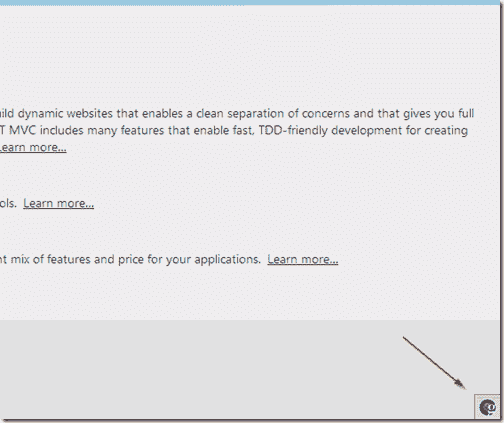 ild dynamic websites that enables a clean separation of concerns and that gives you full
T MVC includes many features that enable fast, TDD-friendly development for creating
Learn more...
ols. Learn more...
nt mix of features and price for your applications. Learn more...